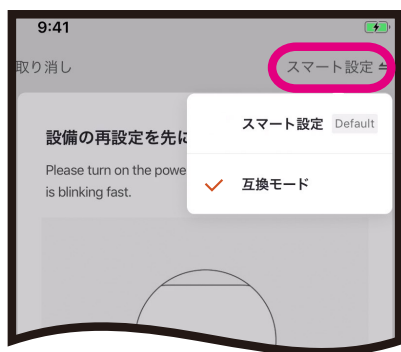 9:41
取り消し
スマート設定
スマート設定 Default
設備の再設定を先に
Please turn on the powe
互換モード
is blinking fast.